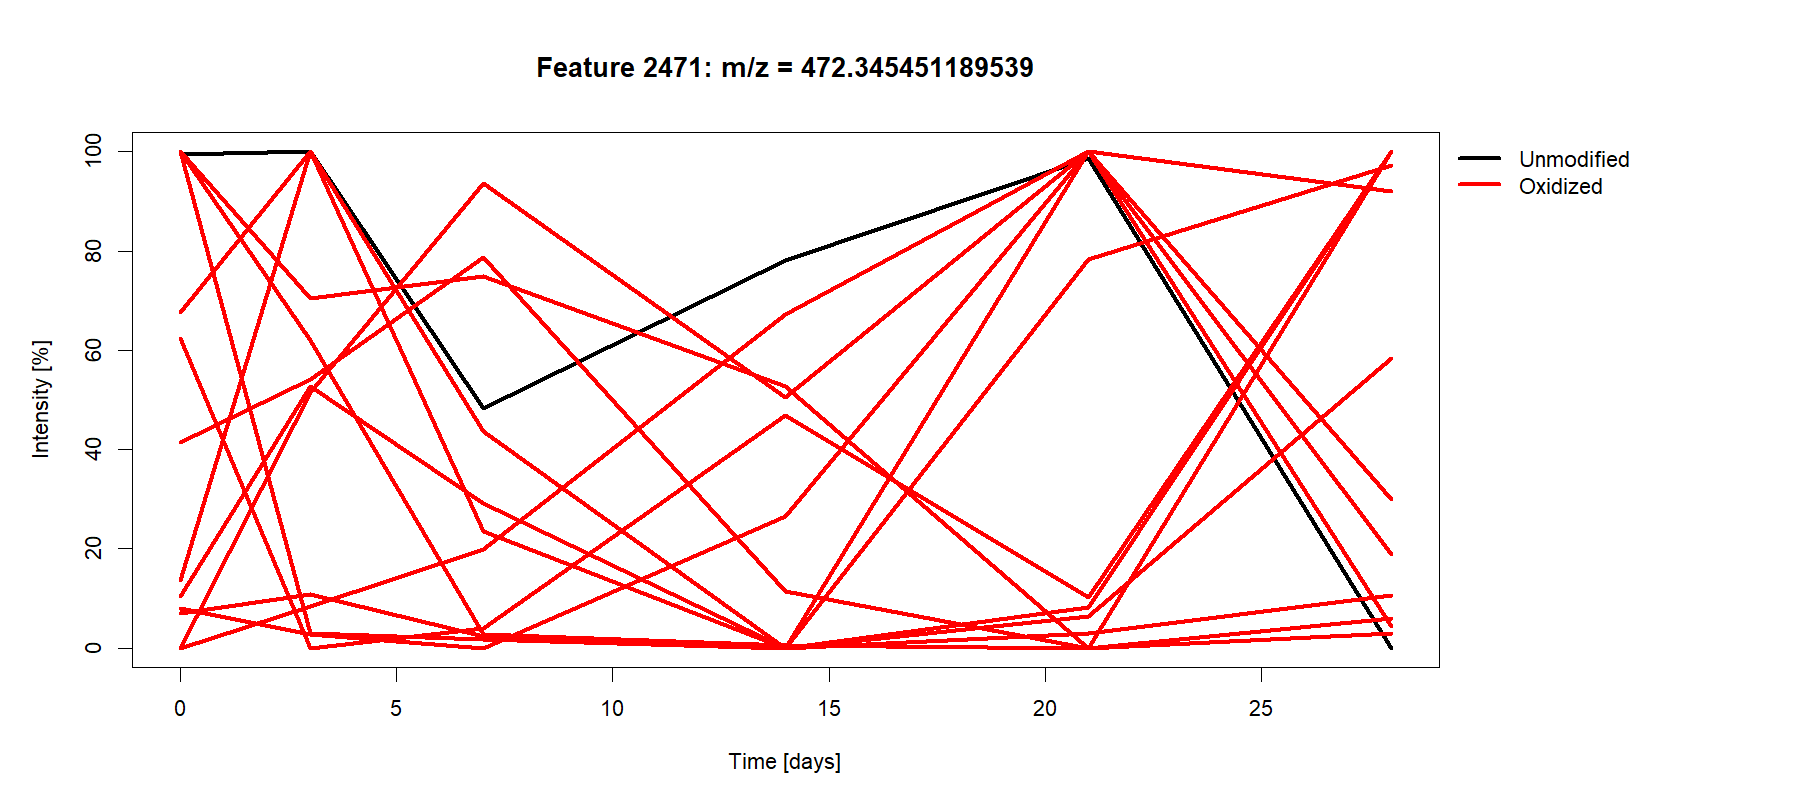 Feature 2471: m/z = 472.345451189539
Unmodified
Oxidized
Intensity [%]
100
80
60
40
20
0
0 5 10 15 20 25
Time [days]